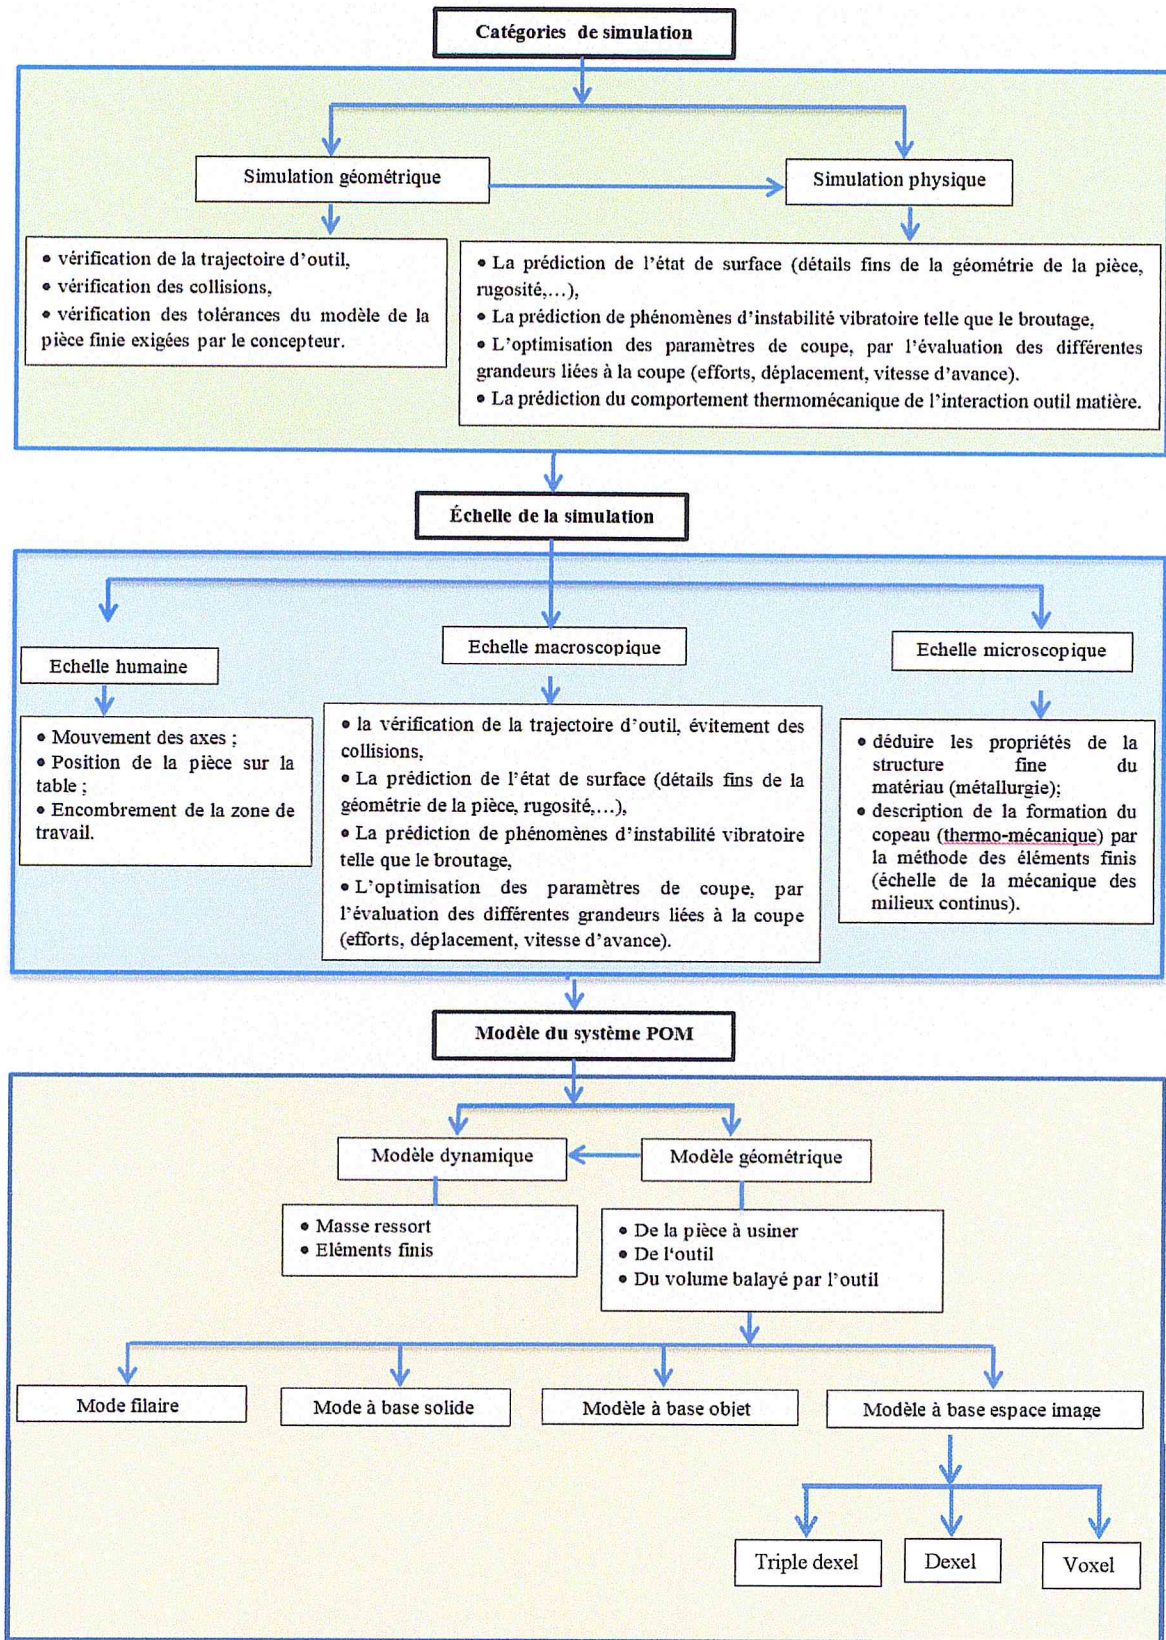 Catégories de simulation
Simulation géométrique
Simulation physique
• vérification de la trajectoire d'outil,
• vérification des collisions,
• vérification des tolérances du modèle de la
pièce finie exigées par le concepteur.
• La prédiction de l'état de surface (détails fins de la géométrie de la pièce,
rugosité,…),
• La prédiction de phénomènes d'instabilité vibratoire telle que le broutage,
• L'optimisation des paramètres de coupe, par l'évaluation des différentes
grandeurs liées à la coupe (efforts, déplacement, vitesse d'avance).
• La prédiction du comportement thermomécanique de l'interaction outil matière.
Échelle de la simulation
Echelle humaine
Echelle macroscopique
Echelle microscopique
• Mouvement des axes ;
• Position de la pièce sur la
table ;
• Encombrement de la zone de
travail.
• la vérification de la trajectoire d'outil, évitement des
collisions,
• La prédiction de l'état de surface (détails fins de la
géométrie de la pièce, rugosité,…),
• La prédiction de phénomènes d'instabilité vibratoire
telle que le broutage,
• L'optimisation des paramètres de coupe, par
l'évaluation des différentes grandeurs liées à la coupe
(efforts, déplacement, vitesse d'avance).
• déduire les propriétés de la
structure fine du
matériau (métallurgie);
• description de la formation du
copeau (thermo-mécanique) par
la méthode des éléments finis
(échelle de la mécanique des
milieux continus).
Modèle du système POM
Modèle dynamique
Modèle géométrique
• Masse ressort
• Eléments finis
• De la pièce à usiner
• De l'outil
• Du volume balayé par l'outil
Mode filaire
Mode à base solide
Modèle à base objet
Modèle à base espace image
Triple dexel
Dexel
Voxel